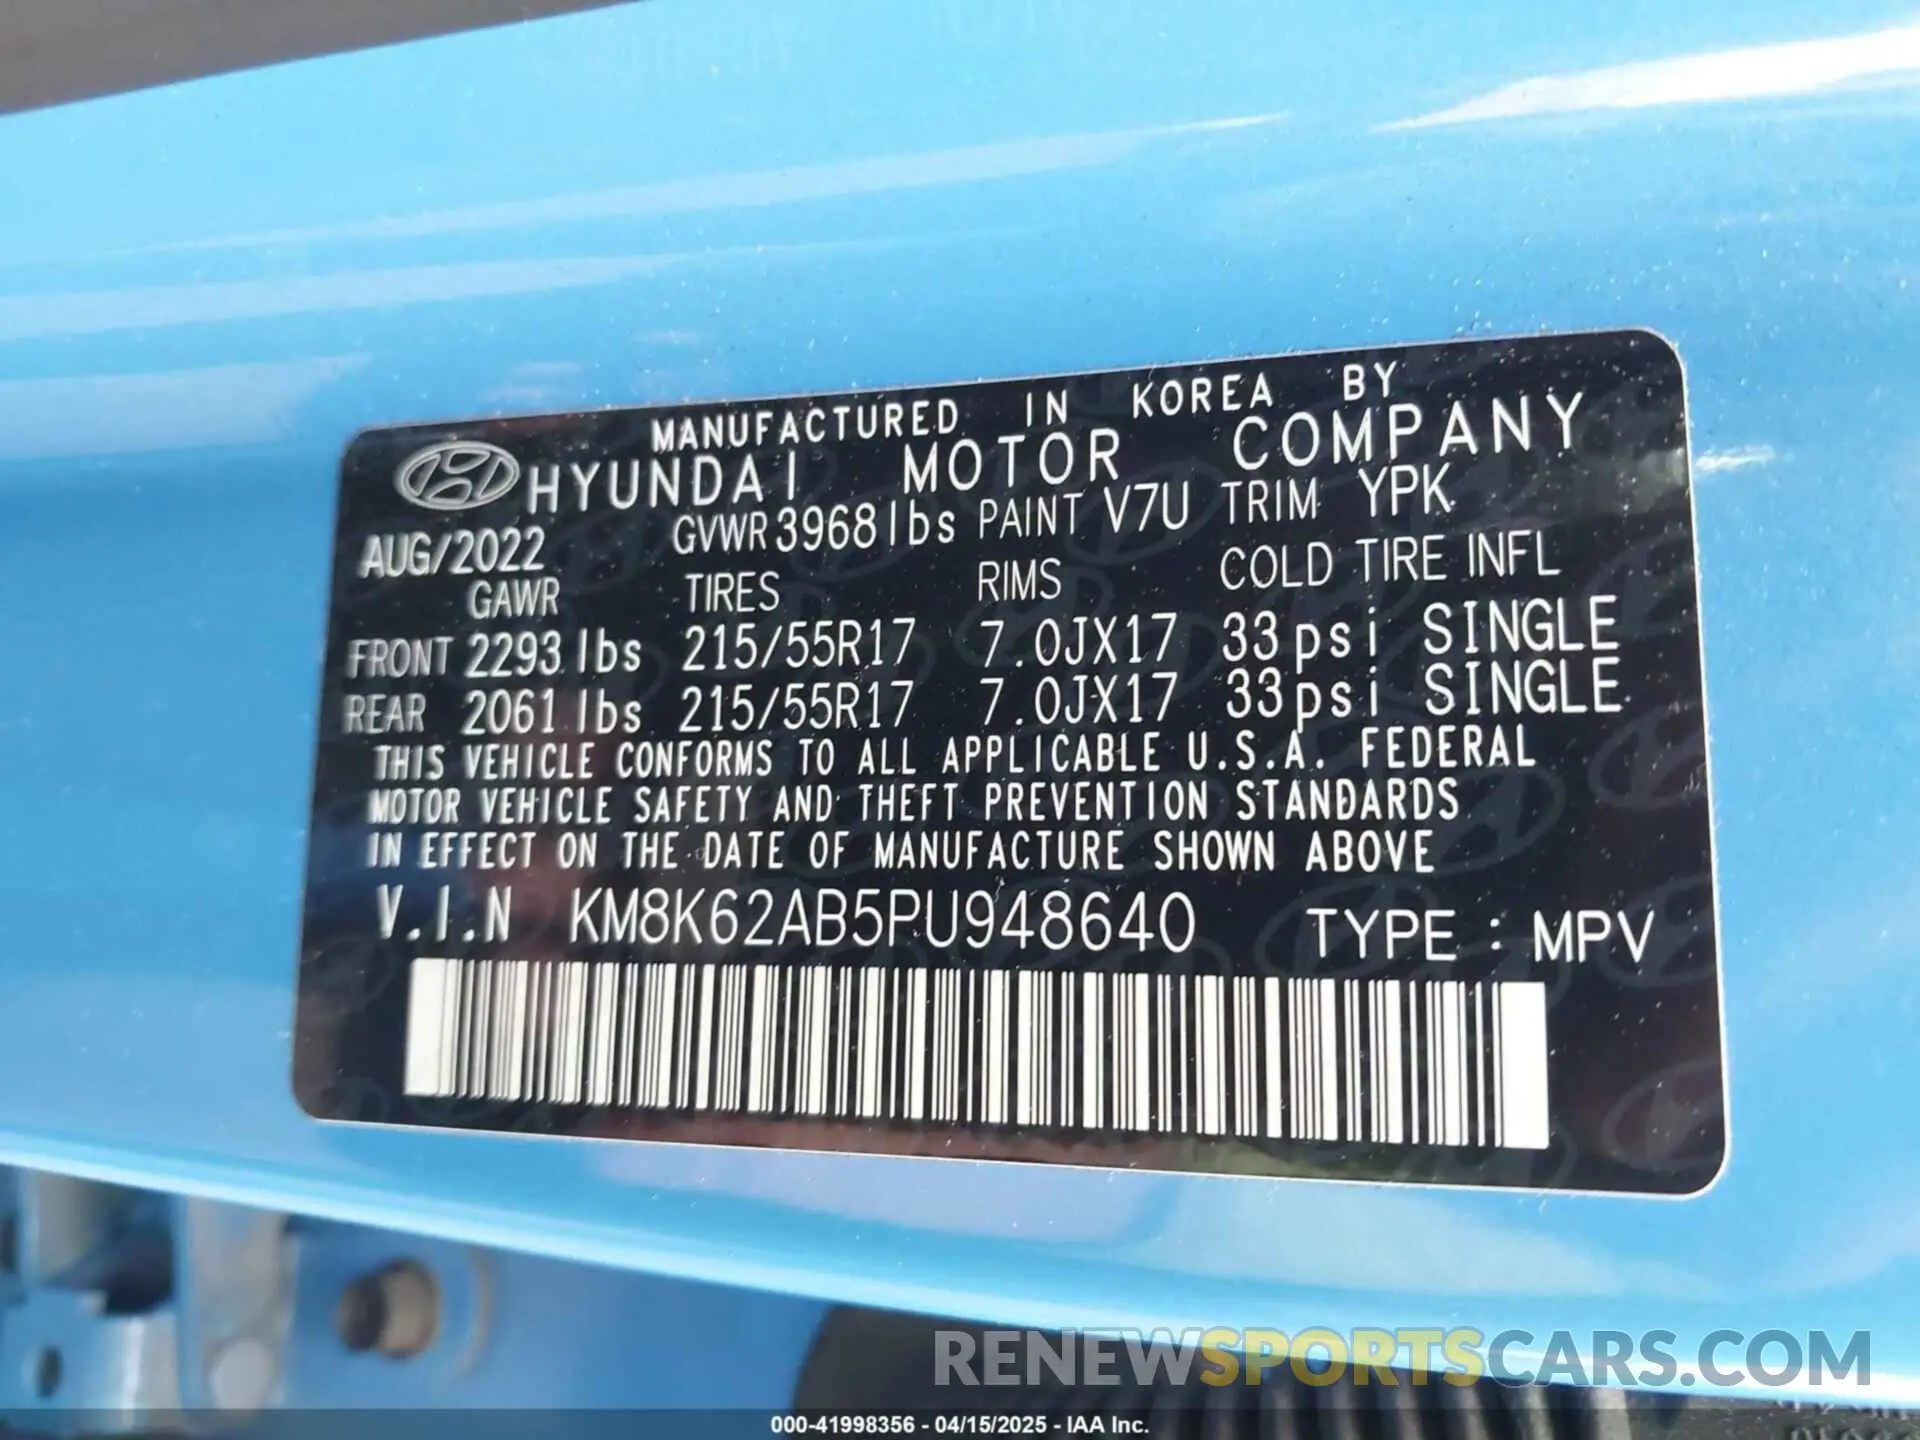 MANUFACTURED IN KOREA BY
HYUNDAI MOTOR COMPANY
AUG/2022 GVWR 3968 lbs PAINT V7U TRIM YPK
GAWR TIRES RIMS COLD TIRE INFL
FRONT 2293 lbs 215/55R17 7.0JX17 33psi SINGLE
REAR 2061 lbs 215/55R17 7.0JX17 33psi SINGLE
THIS VEHICLE CONFORMS TO ALL APPLICABLE U.S.A. FEDERAL
MOTOR VEHICLE SAFETY AND THEFT PREVENTION STANDARDS
IN EFFECT ON THE DATE OF MANUFACTURE SHOWN ABOVE
V.I.N KM8K62AB5PU948640 TYPE : MPV
RENEWSPORTSCARS.COM
000-41998356 - 04/15/2025 - IAA Inc.